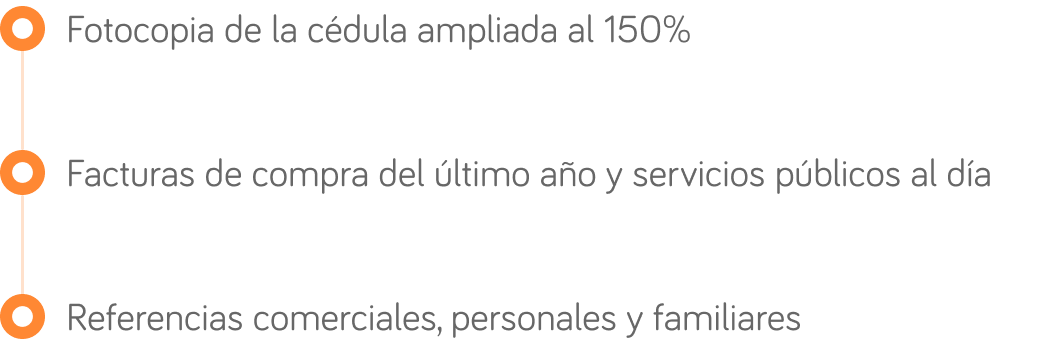 Fotocopia de la cédula ampliada al 150%
Facturas de compra del último año y servicios públicos al día
Referencias comerciales, personales y familiares